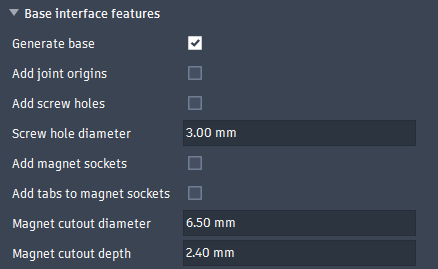 Base interface features
Generate base
Add joint origins
Add screw holes
Screw hole diameter 3.00 mm
Add magnet sockets
Add tabs to magnet sockets
Magnet cutout diameter 6.50 mm
Magnet cutout depth 2.40 mm